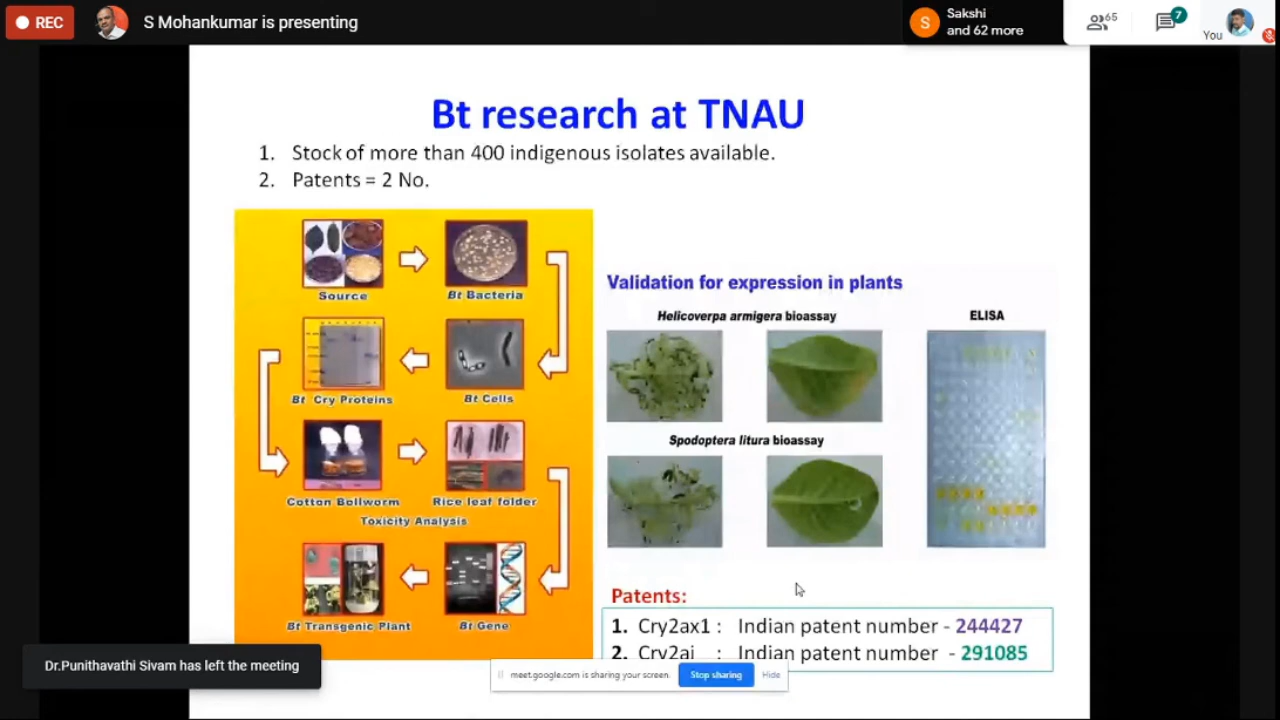 REC
S Mohankumar is presenting
Sakshi
and 62 more
65
7
You
S
Bt research at TNAU
1. Stock of more than 400 indigenous isolates available.
2. Patents = 2 No.
Source
Bt Bacteria
Bt Cry Proteins
Bt Cells
Cotton Bollworm
Rice leaf folder
Toxicity Analysis
Bt Transgenic Plant
Bt Gene
Validation for expression in plants
Helicoverpa armigera bioassay
ELISA
Spodoptera litura bioassay
Patents:
1. Cry2ax1 : Indian patent number - 244427
2. Cry2ai : Indian patent number - 291085
Dr.Punithavathi Sivam has left the meeting
meet.google.com is sharing your screen.
Stop sharing
Hide